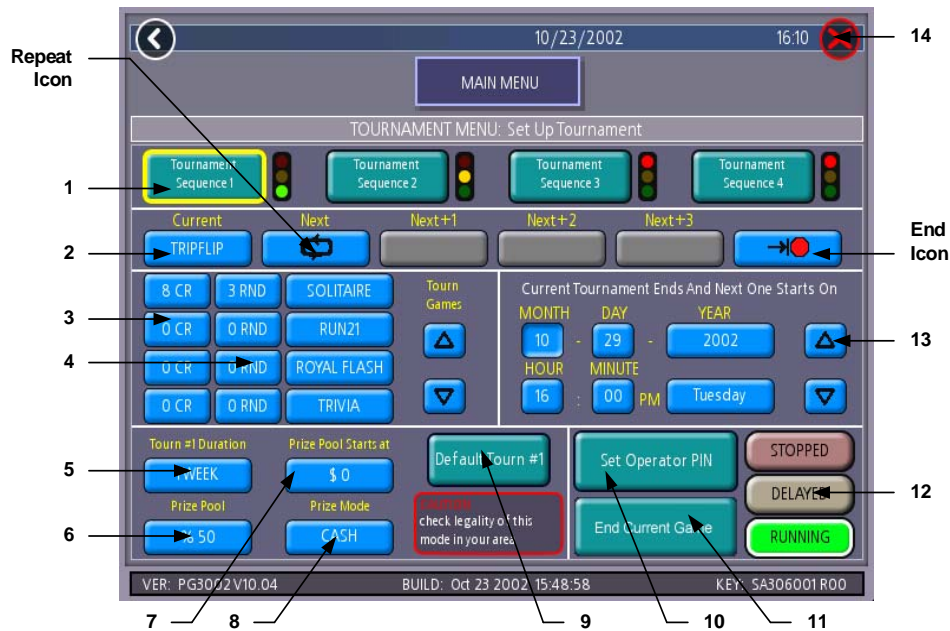 10/23/2002 16:10 14
Repeat
Icon
MAIN MENU
TOURNAMENT MENU: Set Up Tournament
Tournament
Sequence 1
Tournament
Sequence 2
Tournament
Sequence 3
Tournament
Sequence 4
1
Current Next Next+1 Next+2 Next+3
2 TRIPFLIP
End
Icon
8 CR 3 RND SOLITAIRE
Tourn
Games
3 0 CR 0 RND RUN21
4 0 CR 0 RND ROYAL FLASH
0 CR 0 RND TRIVIA
Current Tournament Ends And Next One Starts On
MONTH DAY YEAR
10 - 29 - 2002 13
HOUR MINUTE
16 : 00 PM Tuesday
Tourn #1 Duration Prize Pool Starts at
5 1 WEEK $ 0
Prize Pool Prize Mode
6 % 50 CASH
Default Tourn #1
CAUTION
check legality of this
mode in your area
Set Operator PIN STOPPED
DELAYED 12
End Current Game RUNNING
VER: PG3002 V10.04 BUILD: Oct 23 2002 15:48:58 KEY: SA306001 R00
7 8 9 10 11